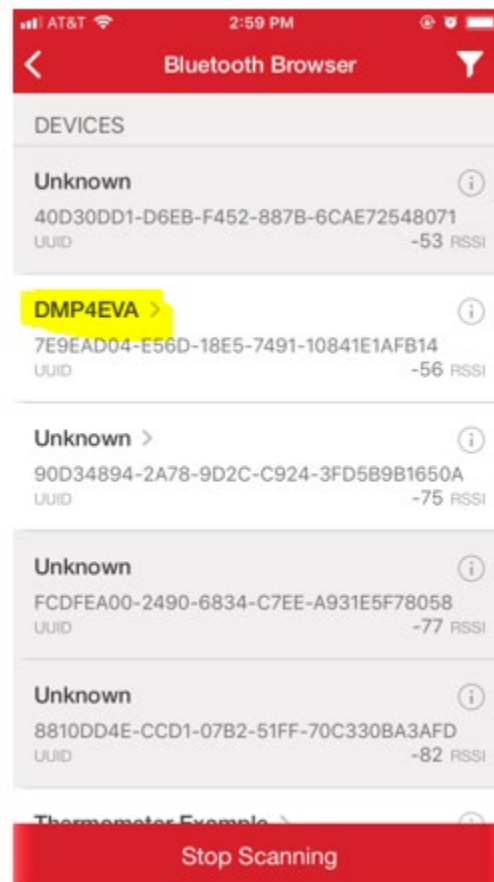 AT&T 2:59 PM
Bluetooth Browser
DEVICES
Unknown
40D30DD1-D6EB-F452-887B-6CAE72548071
UUID -53 RSSI
DMP4EVA >
7E9EAD04-E56D-18E5-7491-10841E1AFB14
UUID -56 RSSI
Unknown >
90D34894-2A78-9D2C-C924-3FD5B9B1650A
UUID -75 RSSI
Unknown
FCDFEA00-2490-6834-C7EE-A931E5F78058
UUID -77 RSSI
Unknown
8810DD4E-CCD1-07B2-51FF-70C330BA3AFD
UUID -82 RSSI
Thermometer Example >
Stop Scanning